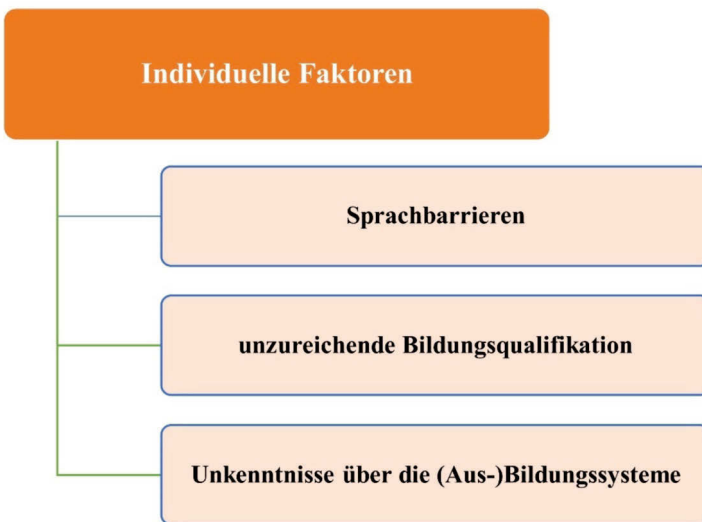 Individuelle Faktoren
Sprachbarrieren
unzureichende Bildungsqualifikation
Unkenntnisse über die (Aus-)Bildungssysteme